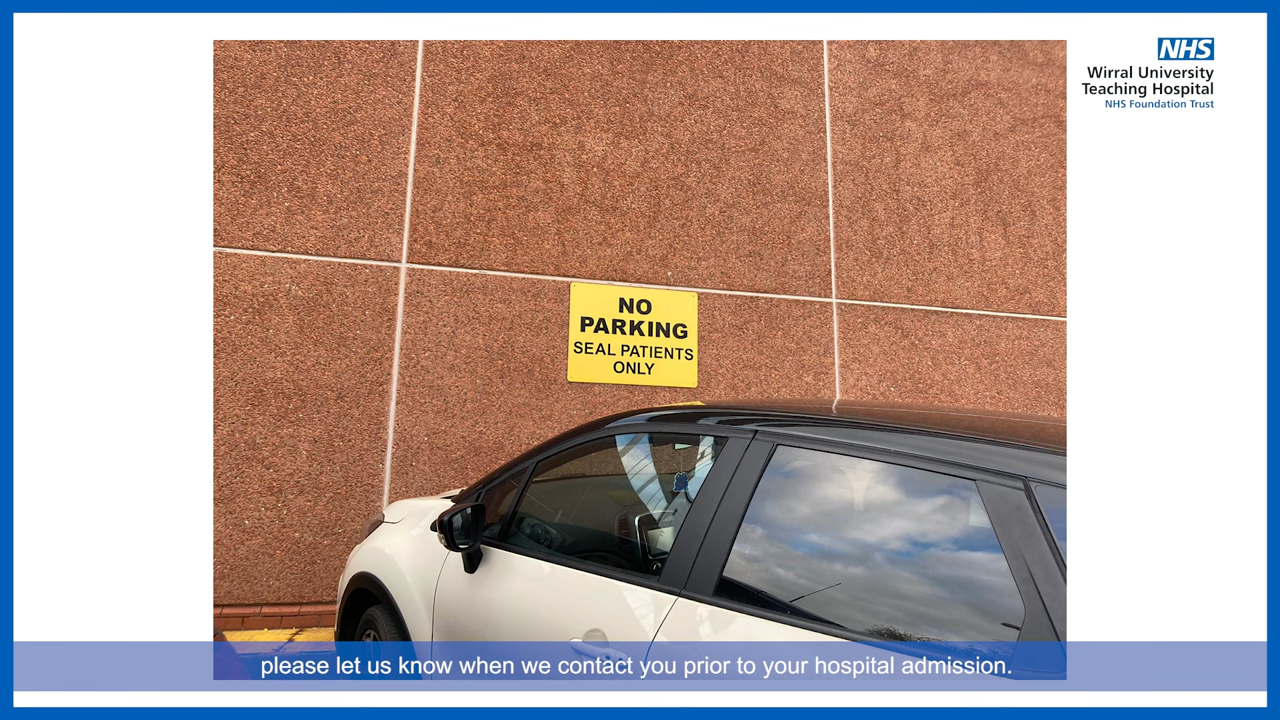 NHS
Wirral University
Teaching Hospital
NHS Foundation Trust
NO
PARKING
SEAL PATIENTS
ONLY
please let us know when we contact you prior to your hospital admission.